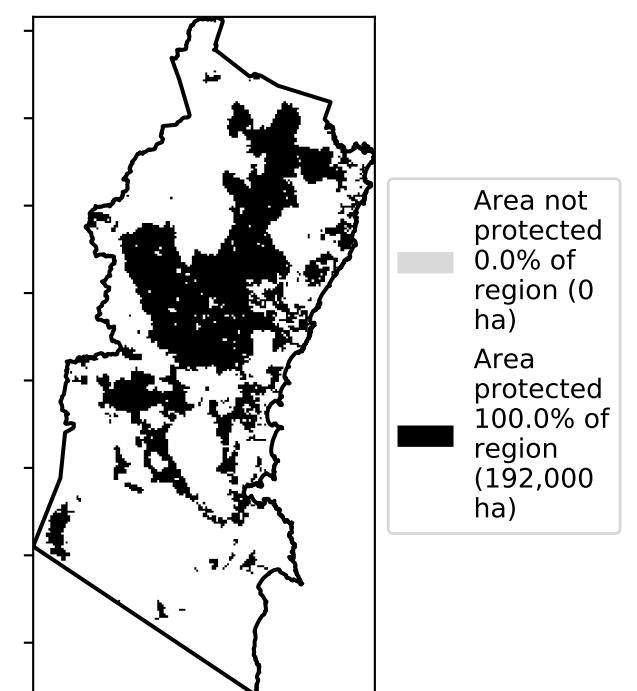 Area not
protected
0.0% of
region (0
ha)
Area
protected
100.0% of
region
(192,000
ha)